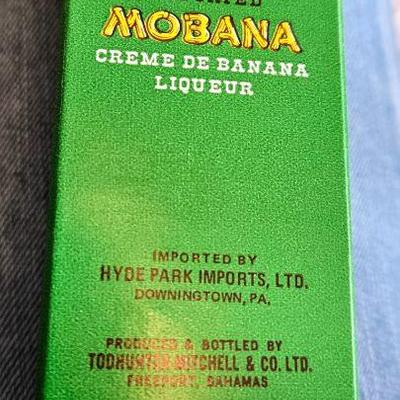 MOBANA
CREME DE BANANA
LIQUEUR
IMPORTED BY
HYDE PARK IMPORTS, LTD.
DOWNINGTOWN, PA.
PRODUCED & BOTTLED BY
TODHUNTER MITCHELL & CO. LTD.
FREEPORT, BAHAMAS